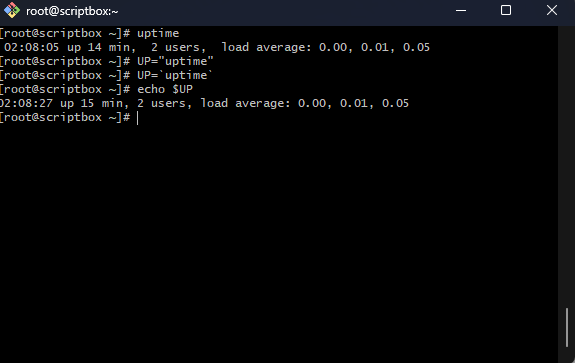 root@scriptbox:~
[root@scriptbox ~]# uptime
 02:08:05 up 14 min,  2 users,  load average: 0.00, 0.01, 0.05
[root@scriptbox ~]# UP="uptime"
[root@scriptbox ~]# UP=`uptime`
[root@scriptbox ~]# echo $UP
02:08:27 up 15 min, 2 users, load average: 0.00, 0.01, 0.05
[root@scriptbox ~]#